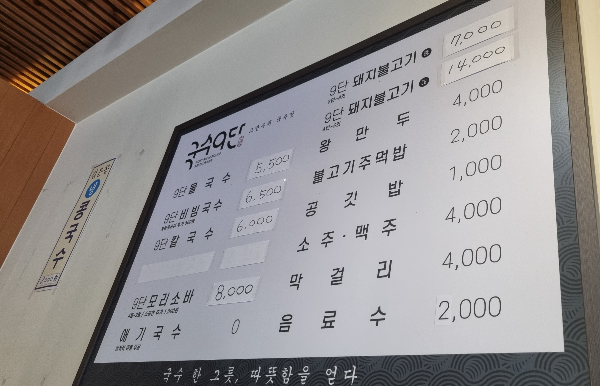 국수9단
9단물국수 5,500
9단비빔국수 6,500
9단칼국수 6,000
9단모리소바 8,000
애기국수 0
9단 돼지불고기 소 7,000
9단 돼지불고기 14,000
왕만두 4,000
불고기주먹밥 2,000
공깃밥 1,000
소주·맥주 4,000
막걸리 4,000
음료수 2,000
국수 한 그릇, 따뜻함을 얻다
콩국수